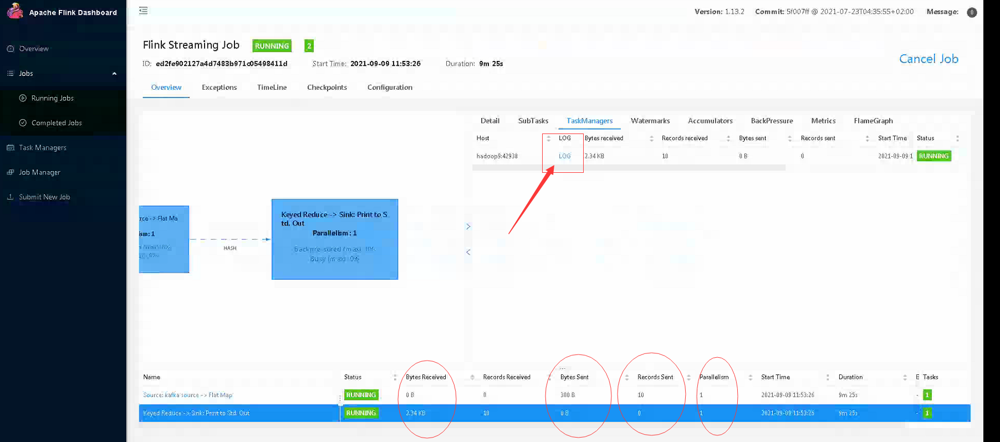 Apache Flink Dashboard
Version: 1.13.2 Commit: 5f007ff @ 2021-07-23T04:35:55+02:00 Message: 0
Overview
Jobs
Running Jobs
Completed Jobs
Task Managers
Job Manager
Submit New Job
Flink Streaming Job RUNNING 2
ID: ed2fe902127a4d7483b971c05498411d Start Time: 2021-09-09 11:53:26 Duration: 9m 25s
Cancel Job
Overview Exceptions TimeLine Checkpoints Configuration
Detail SubTasks TaskManagers Watermarks Accumulators BackPressure Metrics FlameGraph
Host LOG Bytes received Records received Bytes sent Records sent Start Time Status
hadoop9:42938 LOG 2.34 KB 10 0 B 0 2021-09-09 1 RUNNING
rce -> Flat Ma
ism: 1
HASH
Keyed Reduce -> Sink: Print to S
td. Out
Parallelism: 1
Backpressured (max): 0%
Busy (max): 0%
Name Status Bytes Received Records Received Bytes Sent Records Sent Parallelism Start Time Duration E Tasks
Source: kafka source -> Flat Map RUNNING 0 B 0 300 B 10 1 2021-09-09 11:53:26 9m 25s - 1
Keyed Reduce -> Sink: Print to Std. Out RUNNING 2.34 KB 10 0 B 0 1 2021-09-09 11:53:26 9m 25s - 1